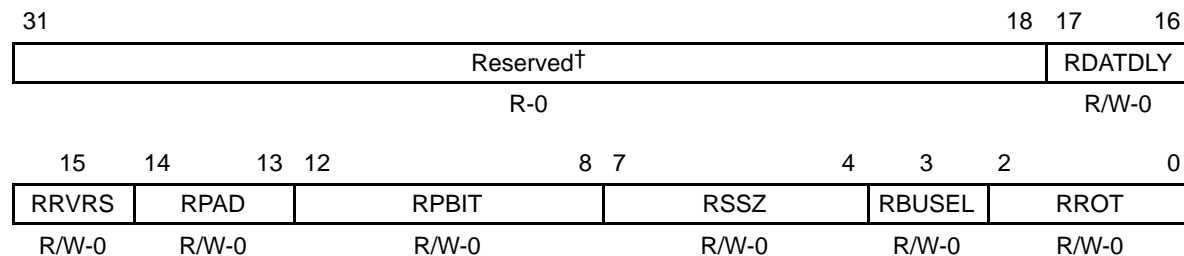 31 18 17 16
Reserved† RDATDLY
R-0 R/W-0
15 14 13 12 8 7 4 3 2 0
RRVRS RPAD RPBIT RSSZ RBUSEL RROT
R/W-0 R/W-0 R/W-0 R/W-0 R/W-0 R/W-0